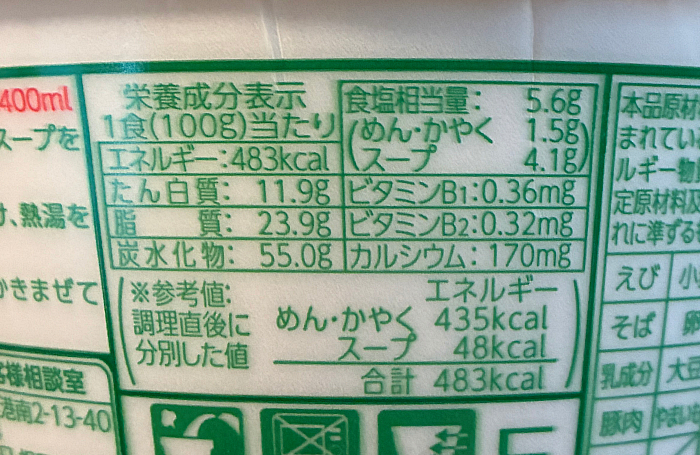 400ml
スープを
熱湯を
かきまぜて
客様相談室
港南2-13-40
栄養成分表示
1食(100g)当たり
エネルギー:483kcal
たん白質: 11.9g
脂 質: 23.9g
炭水化物: 55.0g
食塩相当量: 5.6g
(めん・かやく 1.5g
スープ 4.1g)
ビタミンB1:0.36mg
ビタミンB2:0.32mg
カルシウム: 170mg
※参考値:
調理直後に
分別した値
エネルギー
めん・かやく 435kcal
スープ 48kcal
合計 483kcal
本品原材
まれてい
ルギー物
定原材料
れに準ずる
えび 小
そば
乳成分 大豆
豚肉 やまい